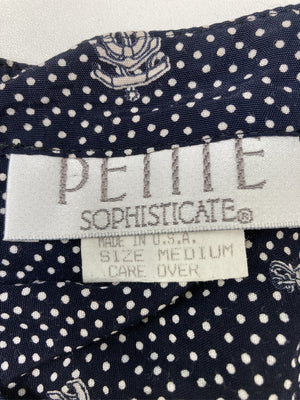 PETITE
SOPHISTICATE®
MADE IN U.S.A.
SIZE MEDIUM
CARE OVER